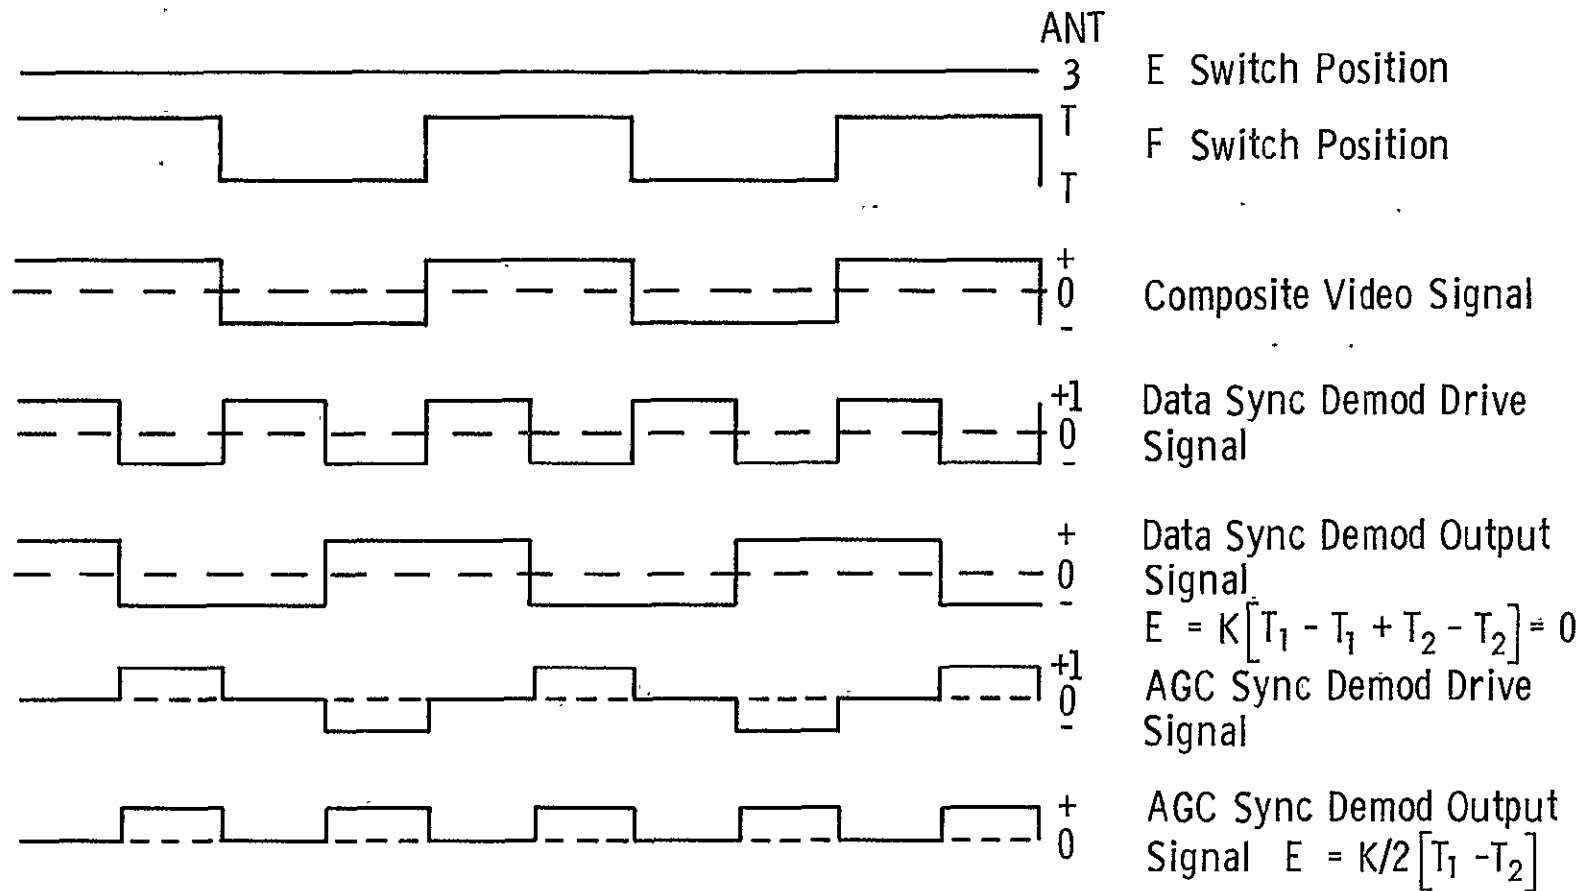 ANT
3
E Switch Position
T
F Switch Position
T
+
0
-
Composite Video Signal
+1
0
-
Data Sync Demod Drive
Signal
+
0
-
Data Sync Demod Output
Signal
E = K[T₁ - T₁ + T₂ - T₂] = 0
+1
0
-
AGC Sync Demod Drive
Signal
+
0
AGC Sync Demod Output
Signal E = K/2[T₁ - T₂]